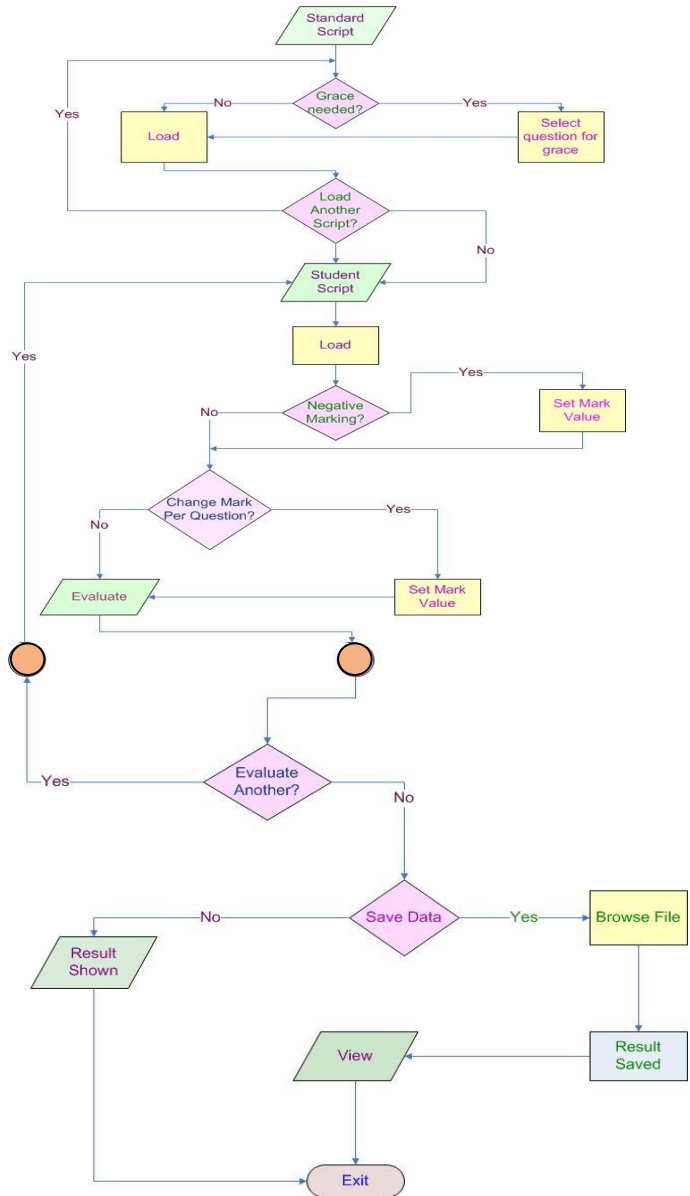 Standard
Script
Grace
needed?
No
Yes
Yes
Load
Select
question for
grace
Load
Another
Script?
No
Student
Script
Yes
Load
Negative
Marking?
No
Yes
Set Mark
Value
Change Mark
Per Question?
No
Yes
Evaluate
Set Mark
Value
Evaluate
Another?
Yes
No
Save Data
No
Yes
Browse File
Result
Shown
View
Result
Saved
Exit